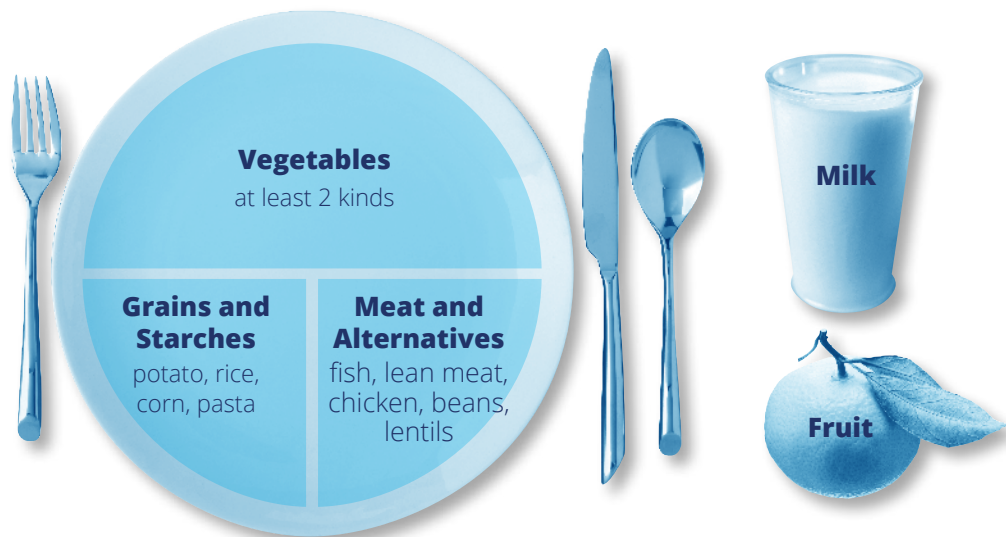 Vegetables
at least 2 kinds
Grains and
Starches
potato, rice,
corn, pasta
Meat and
Alternatives
fish, lean meat,
chicken, beans,
lentils
Milk
Fruit